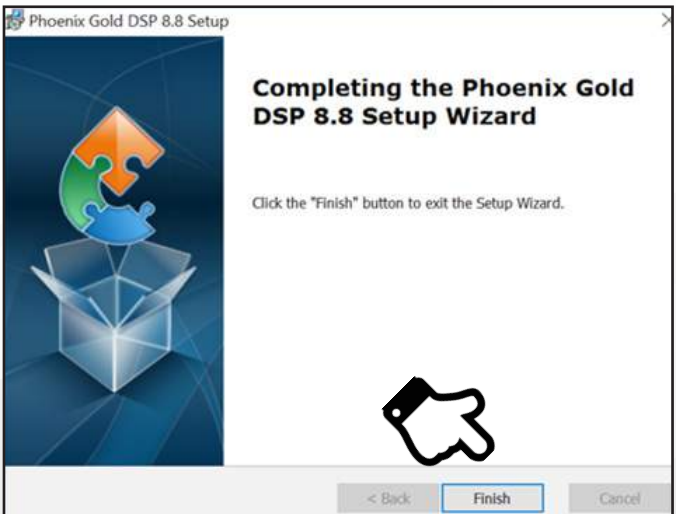 Phoenix Gold DSP 8.8 Setup
Completing the Phoenix Gold
DSP 8.8 Setup Wizard
Click the "Finish" button to exit the Setup Wizard.
< Back Finish Cancel